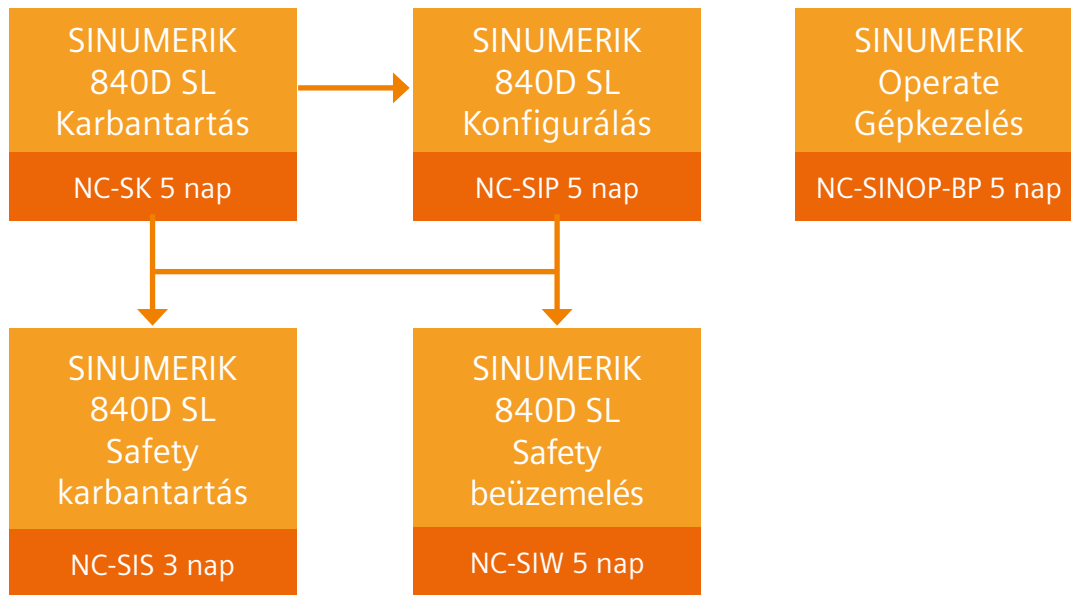 SINUMERIK
840D SL
Karbantartás
NC-SK 5 nap
SINUMERIK
840D SL
Konfigurálás
NC-SIP 5 nap
SINUMERIK
Operate
Gépkezelés
NC-SINOP-BP 5 nap
SINUMERIK
840D SL
Safety
karbantartás
NC-SIS 3 nap
SINUMERIK
840D SL
Safety
beüzemelés
NC-SIW 5 nap